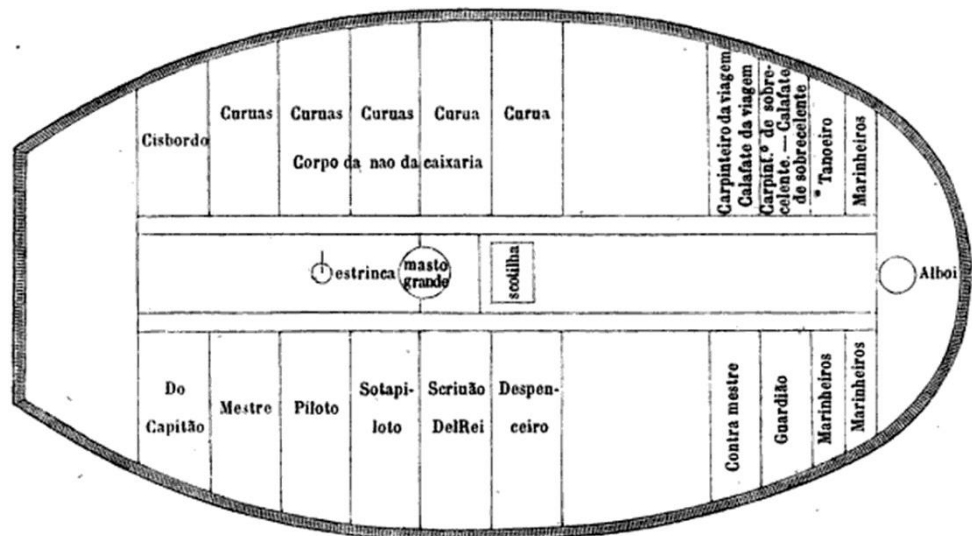 Cisbordo
Curuas
Curuas
Curuas
Curua
Curua
Corpo da nao da caixaria
Carpinteiro da viagem
Calafate da viagem
Carpint.º de sobre-
celente. — Calafate
de sobrecelente
* Tanoeiro
Marinheiros
estrinca
masto
grande
scotilha
Alboi
Do
Capitão
Mestre
Piloto
Sotapi-
loto
Scriuão
DelRei
Despen-
ceiro
Contra mestre
Guardião
Marinheiros
Marinheiros